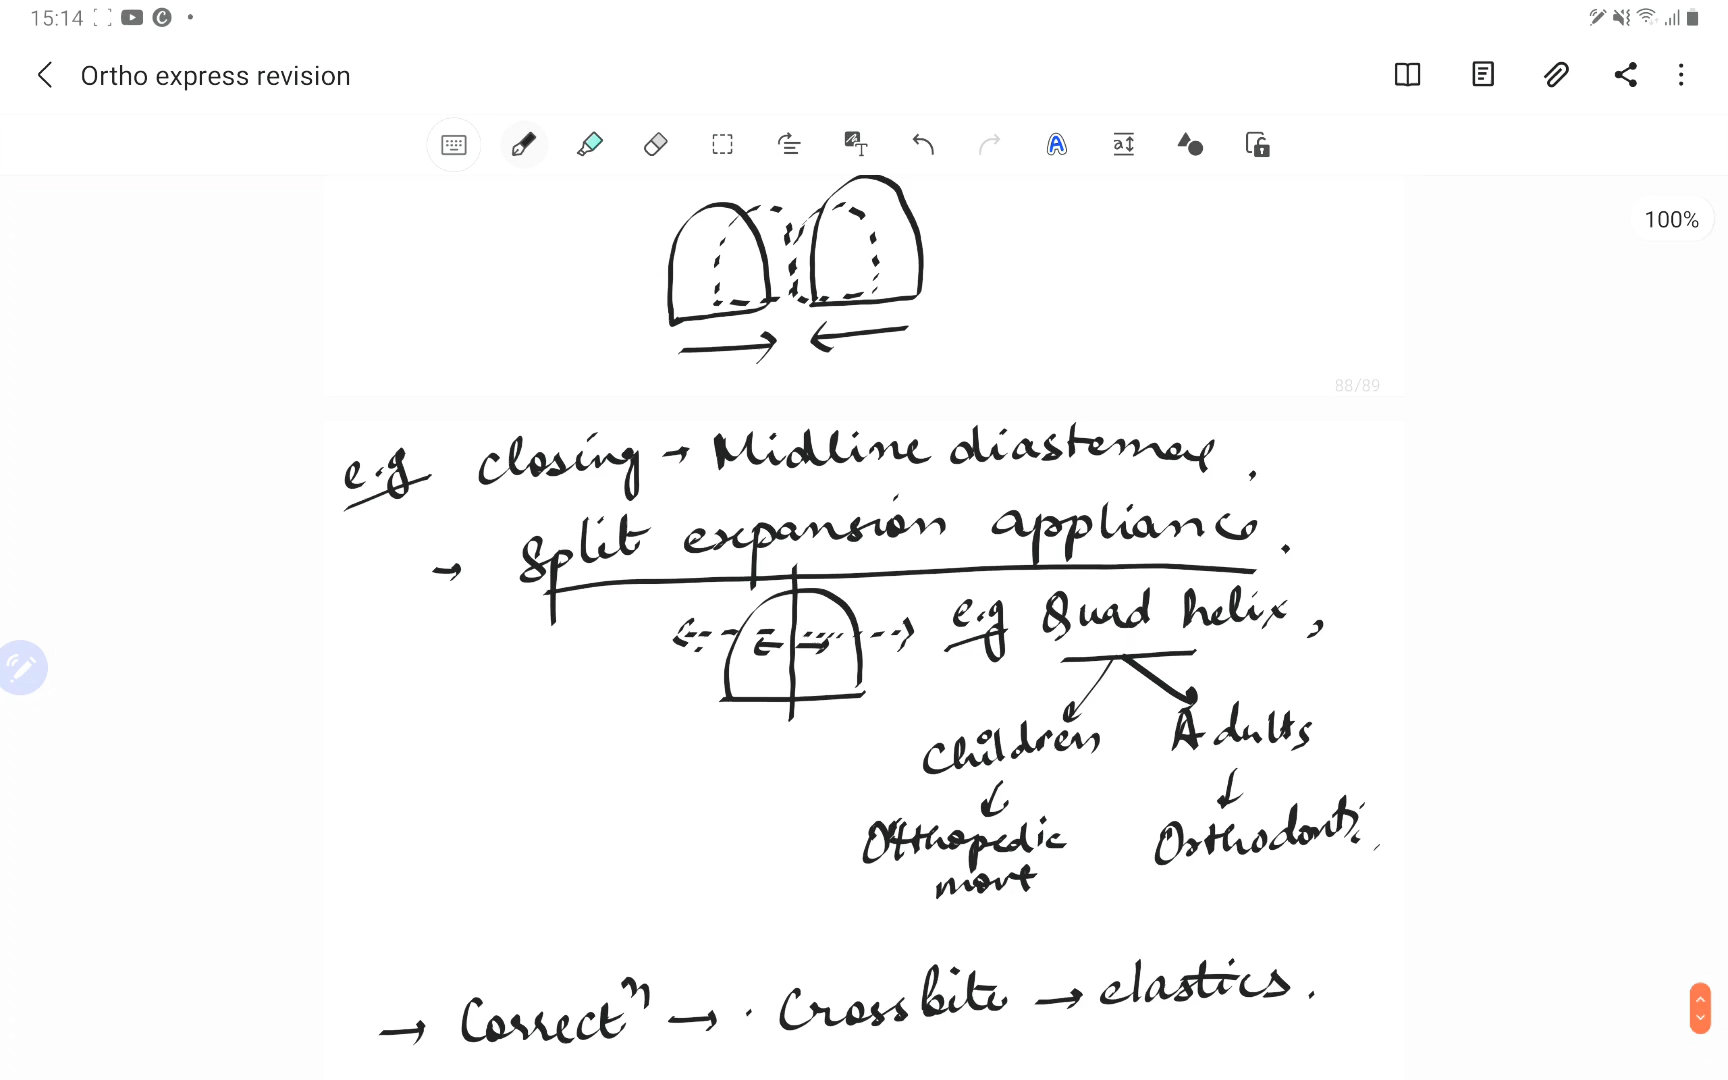 15:14
Ortho express revision
100%
88/89
e.g closing → Midline diastema.
→ Split expansion appliance.
e.g Quad helix,
Children Adults
Orthopedic Orthodonti
movt
→ Correctⁿ → Crossbite → elastics.